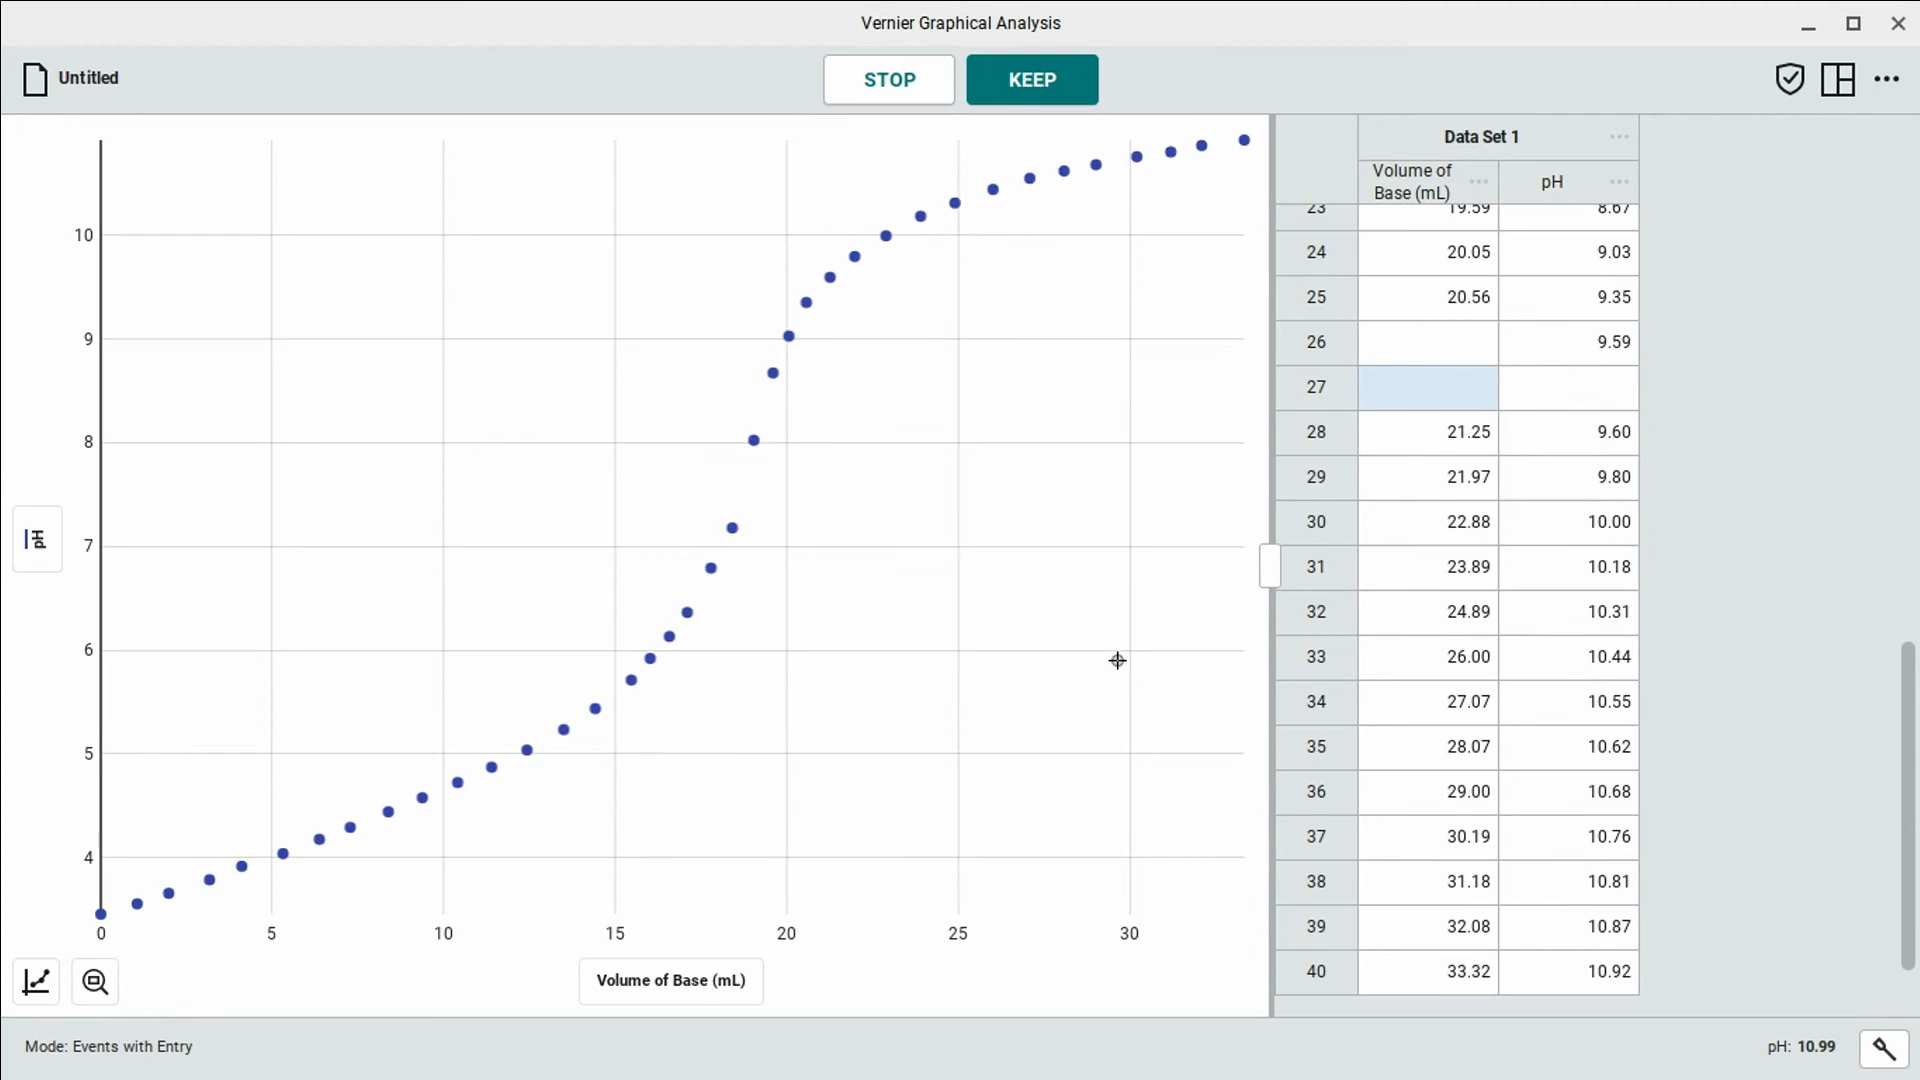 Vernier Graphical Analysis
Untitled
STOP
KEEP
10
9
8
7
6
5
4
pH
0 5 10 15 20 25 30
Volume of Base (mL)
Data Set 1
Volume of
Base (mL)
pH
23 19.59 8.67
24 20.05 9.03
25 20.56 9.35
26 9.59
27
28 21.25 9.60
29 21.97 9.80
30 22.88 10.00
31 23.89 10.18
32 24.89 10.31
33 26.00 10.44
34 27.07 10.55
35 28.07 10.62
36 29.00 10.68
37 30.19 10.76
38 31.18 10.81
39 32.08 10.87
40 33.32 10.92
Mode: Events with Entry
pH: 10.99